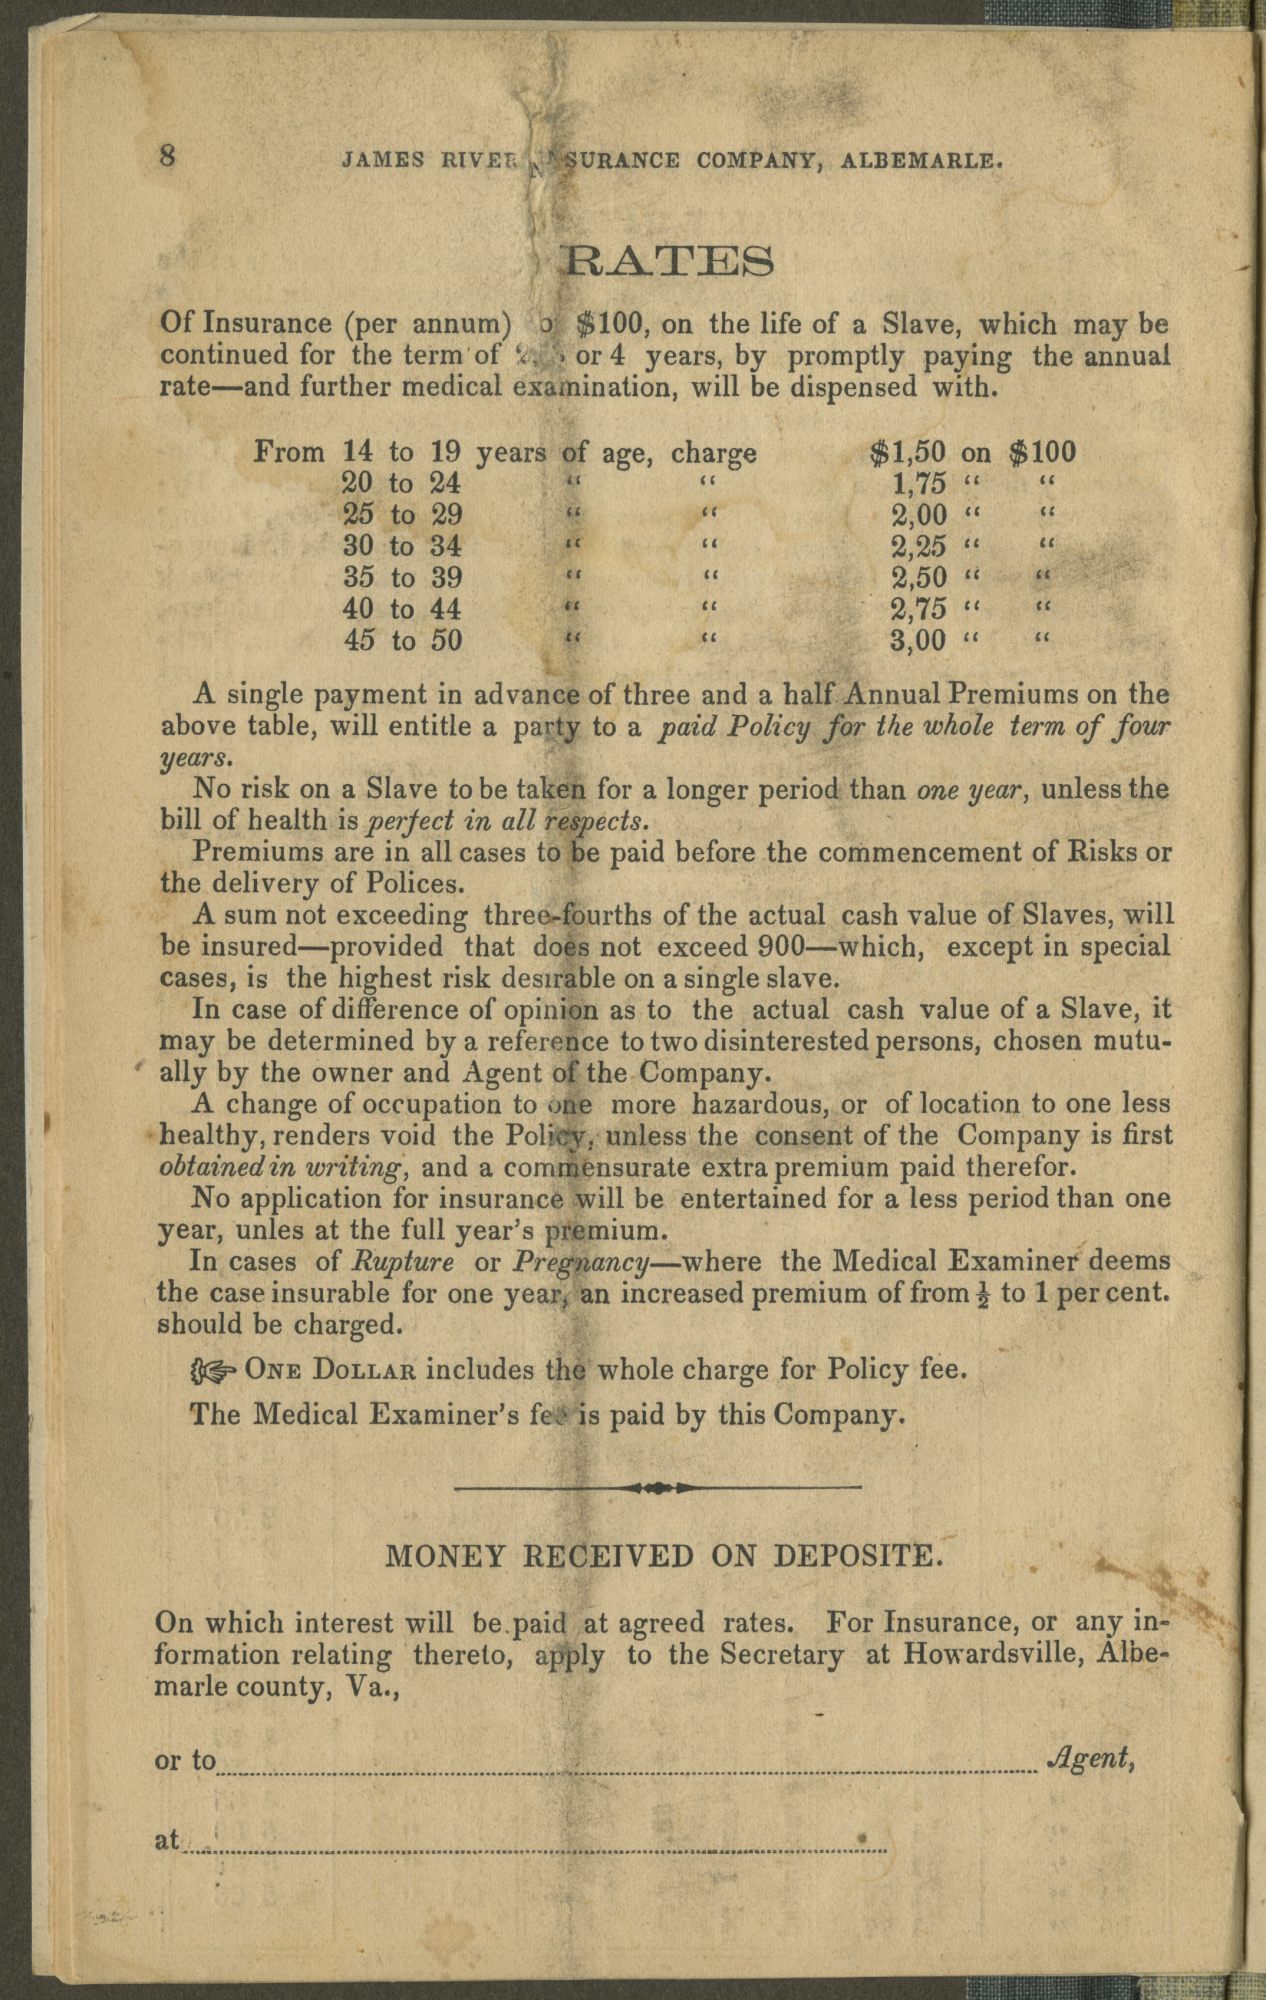 8 JAMES RIVER INSURANCE COMPANY, ALBEMARLE.
RATES
Of Insurance (per annum) $100, on the life of a Slave, which may be
continued for the term of or 4 years, by promptly paying the annual
rate—and further medical examination, will be dispensed with.
From 14 to 19 years of age, charge $1,50 on $100
20 to 24 “ “ 1,75 “ “
25 to 29 “ “ 2,00 “ “
30 to 34 “ “ 2,25 “ “
35 to 39 “ “ 2,50 “ “
40 to 44 “ “ 2,75 “ “
45 to 50 “ “ 3,00 “ “
A single payment in advance of three and a half Annual Premiums on the
above table, will entitle a party to a paid Policy for the whole term of four
years.
No risk on a Slave to be taken for a longer period than one year, unless the
bill of health is perfect in all respects.
Premiums are in all cases to be paid before the commencement of Risks or
the delivery of Polices.
A sum not exceeding three-fourths of the actual cash value of Slaves, will
be insured—provided that does not exceed 900—which, except in special
cases, is the highest risk desirable on a single slave.
In case of difference of opinion as to the actual cash value of a Slave, it
may be determined by a reference to two disinterested persons, chosen mutu-
ally by the owner and Agent of the Company.
A change of occupation to one more hazardous, or of location to one less
healthy, renders void the Policy, unless the consent of the Company is first
obtained in writing, and a commensurate extra premium paid therefor.
No application for insurance will be entertained for a less period than one
year, unles at the full year's premium.
In cases of Rupture or Pregnancy—where the Medical Examiner deems
the case insurable for one year, an increased premium of from ½ to 1 per cent.
should be charged.
☞ ONE DOLLAR includes the whole charge for Policy fee.
The Medical Examiner's fee is paid by this Company.
MONEY RECEIVED ON DEPOSITE.
On which interest will be paid at agreed rates. For Insurance, or any in-
formation relating thereto, apply to the Secretary at Howardsville, Albe-
marle county, Va.,
or to Agent,
at